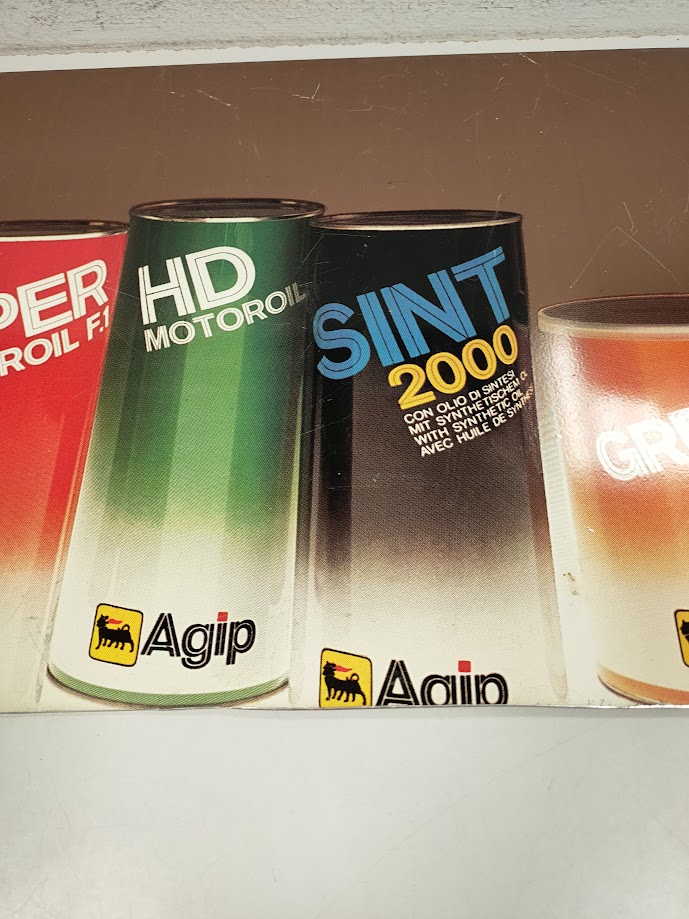 PER
ROIL F.1
HD
MOTOROIL
Agip
SINT
2000
CON OLIO DI SINTESI
MIT SYNTHETISCHEM
WITH SYNTHETIC OIL
AVEC HUILE DE
Agip
GRE